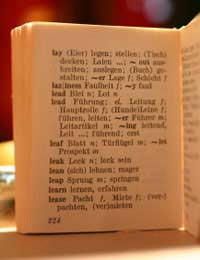 lay (Eier) legen; stellen; (Tisch)
decken; Laien ...; ~ out aus-
breiten; auslegen, (Buch) ge-
stalten; ~er Lage f; Schicht f
laziness Faulheit f; ~y faul
lead Blei n; Lot n
lead Führung; el. Leitung f;
Hauptrolle f; (Hunde)Leine f;
führen, leiten; ~er Führer m;
Leitartikel m; ~ing leitend,
Leit ...; führend; erst
leaf Blatt n; Türflügel m; ~let
Prospekt m
leak Leck n; leck sein
lean (sich) lehnen; mager
leap Sprung m; springen
learn lernen, erfahren
lease Pacht f, Miete f; (ver-)
pachten, (ver)mieten
224